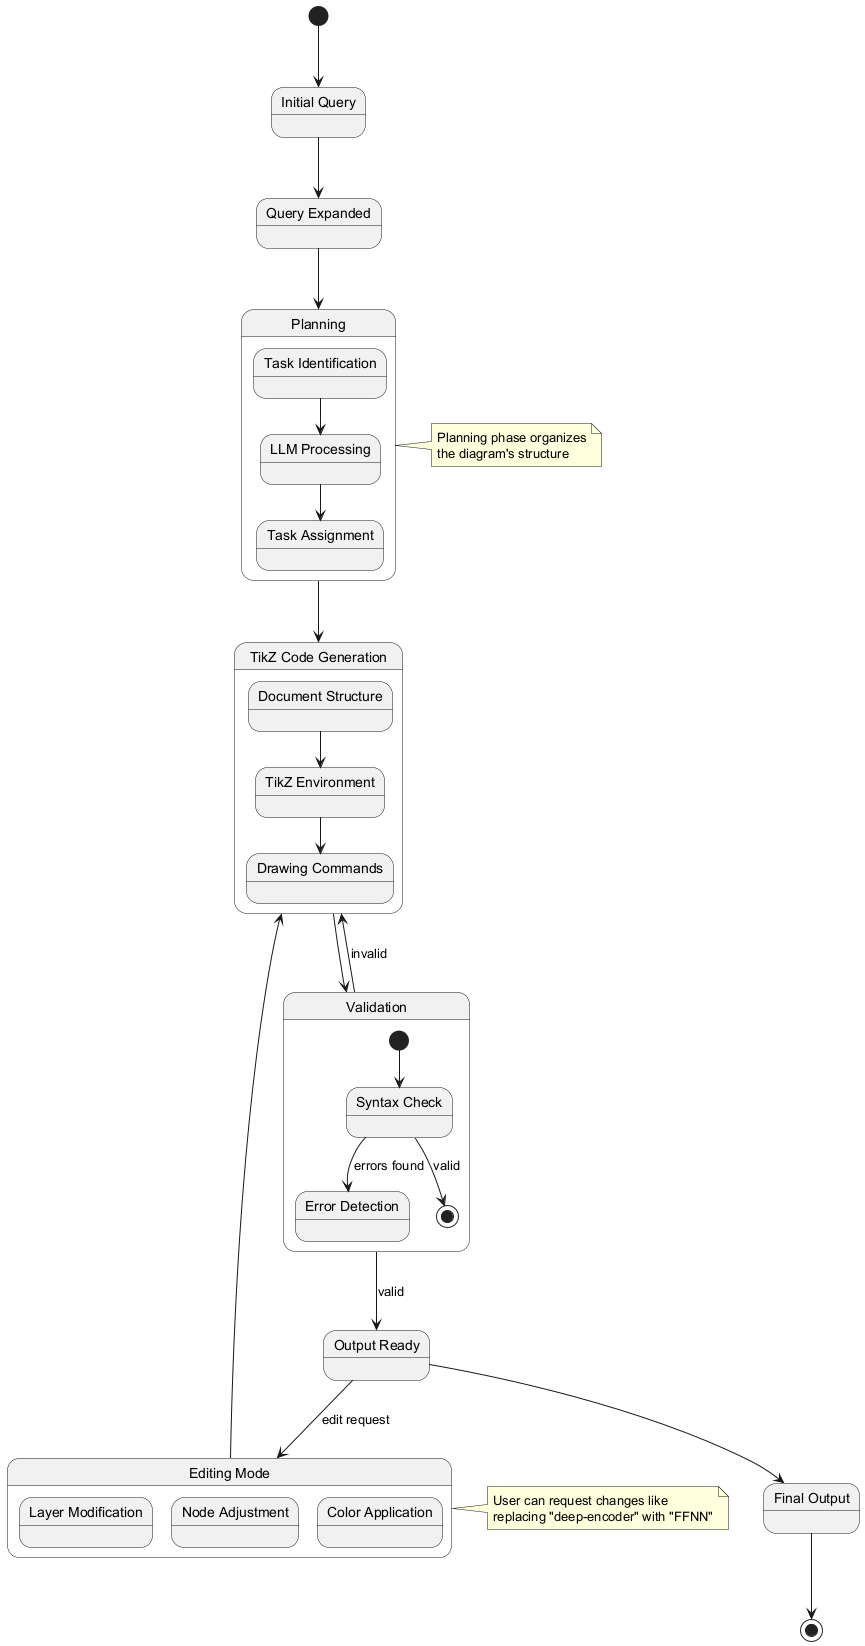 Initial Query
Query Expanded
Planning
Task Identification
LLM Processing
Task Assignment
Planning phase organizes
the diagram's structure
TikZ Code Generation
Document Structure
TikZ Environment
Drawing Commands
invalid
Validation
Syntax Check
errors found
valid
Error Detection
valid
Output Ready
edit request
Editing Mode
Layer Modification
Node Adjustment
Color Application
User can request changes like
replacing "deep-encoder" with "FFNN"
Final Output